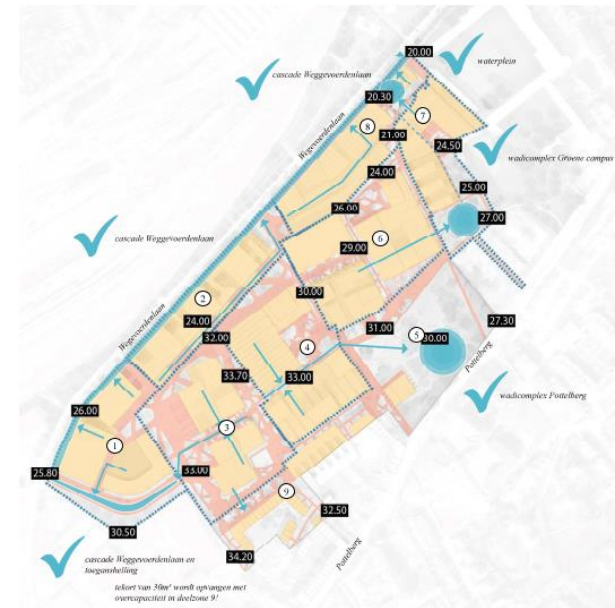 20.00
cascade Weggevoerdenlaan
waterplein
20.30
7
8
21.00
24.50
Wegevoerdenlaan
wadicomplex Groene campus
24.00
25.00
26.00
27.00
cascade Weggevoerdenlaan
6
29.00
2
30.00
27.30
24.00
31.00
5
30.00
Wegevoerdenlaan
32.00
4
Pottelberg
33.70
33.00
wadicomplex Pottelberg
26.00
3
1
33.00
25.80
9
32.50
30.50
34.20
Pottelberg
cascade Weggevoerdenlaan en
toegangshelling
tekort van 30m³ wordt opvangen met
overcapaciteit in deelzone 9!